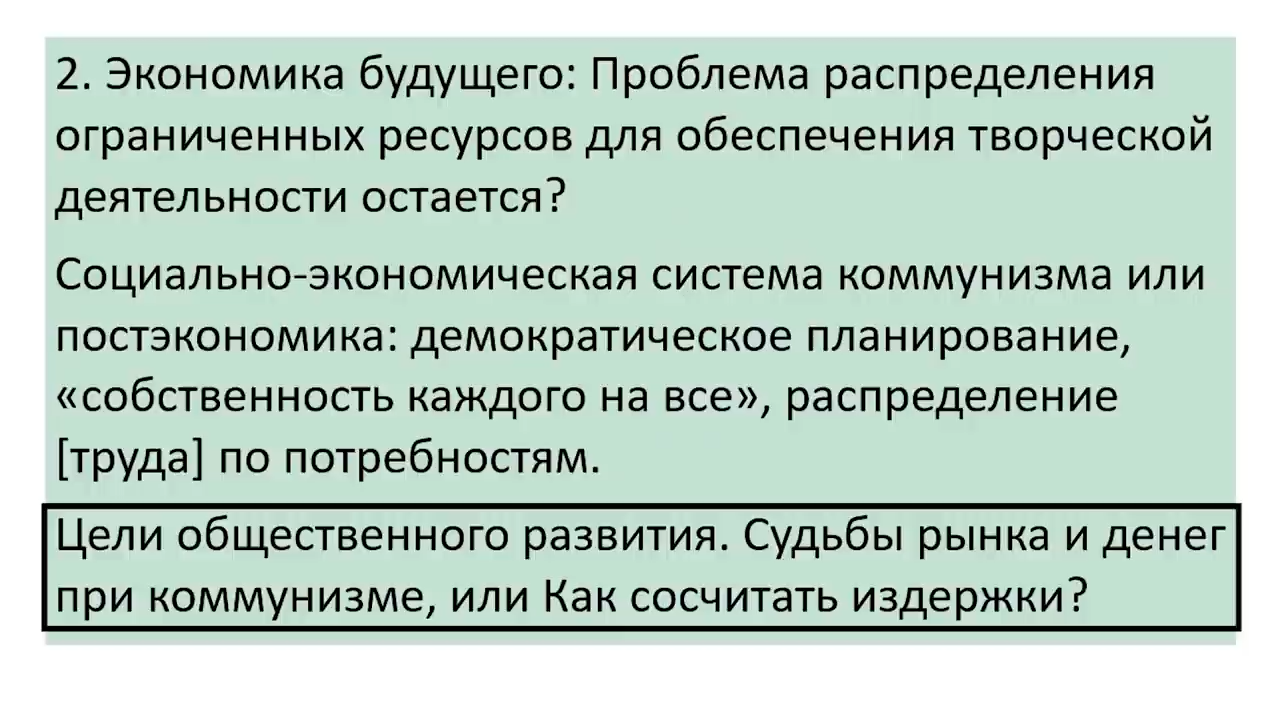 2. Экономика будущего: Проблема распределения
ограниченных ресурсов для обеспечения творческой
деятельности остается?
Социально-экономическая система коммунизма или
постэкономика: демократическое планирование,
«собственность каждого на все», распределение
[труда] по потребностям.
Цели общественного развития. Судьбы рынка и денег
при коммунизме, или Как сосчитать издержки?